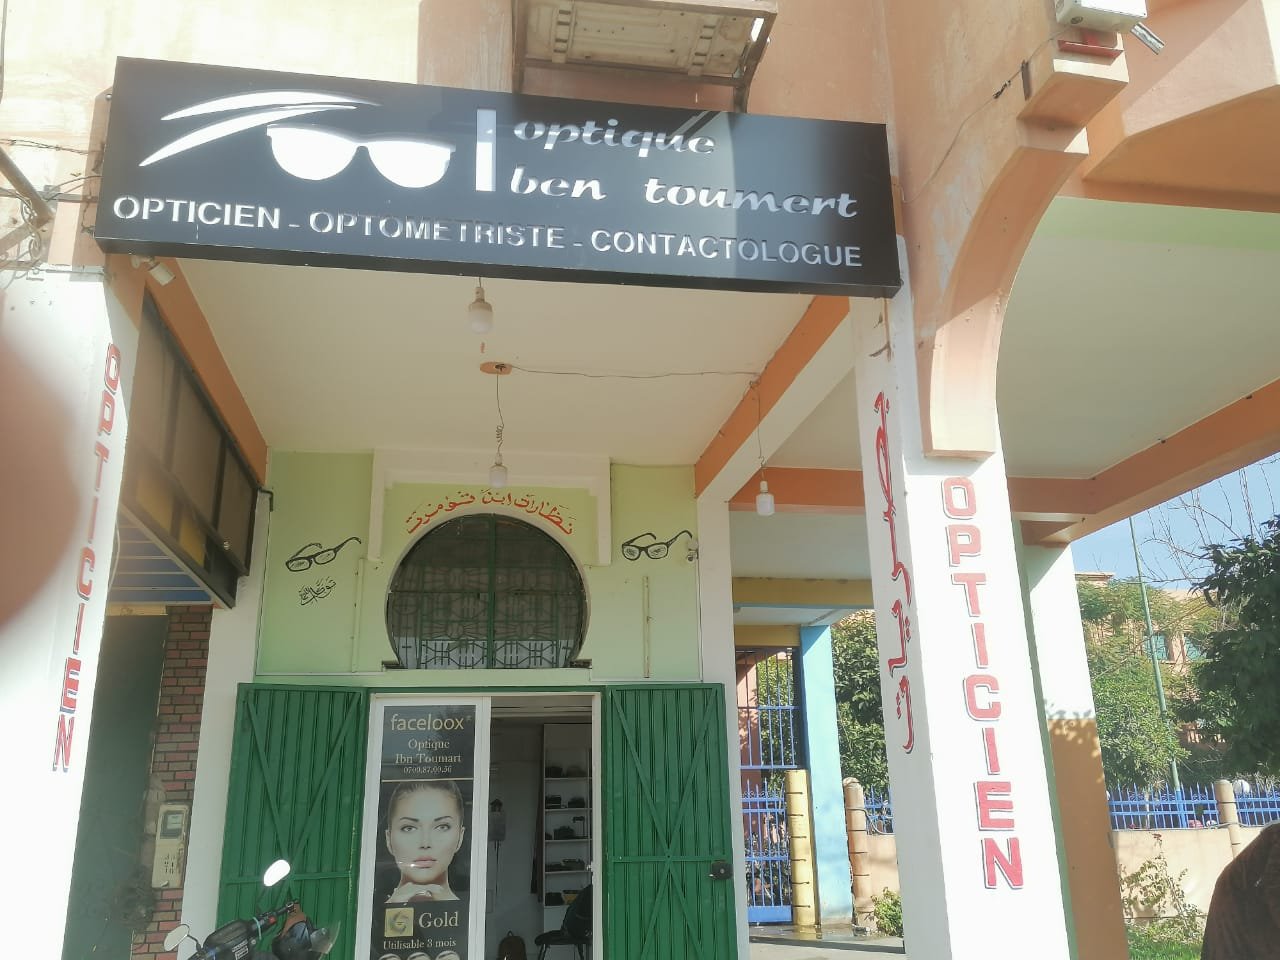 optique
ben toumert
OPTICIEN - OPTOMETRISTE - CONTACTOLOGUE
OPTICIEN
نظارات ابن تومرت
OPTICIEN
faceloox
Optique
Ibn Toumart
Gold
Utilisable 3 mois